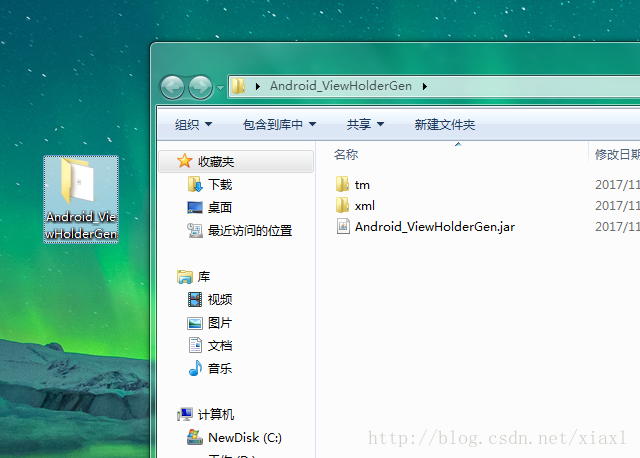 Android_Vie
wHolderGen
Android_ViewHolderGen
组织 包含到库中 共享 新建文件夹
收藏夹
下载
桌面
最近访问的位置
库
视频
图片
文档
音乐
计算机
NewDisk (C:)
名称 修改日期
tm 2017/11
xml 2017/11
Android_ViewHolderGen.jar 2017/11
http://blog.csdn.net/xiaxl